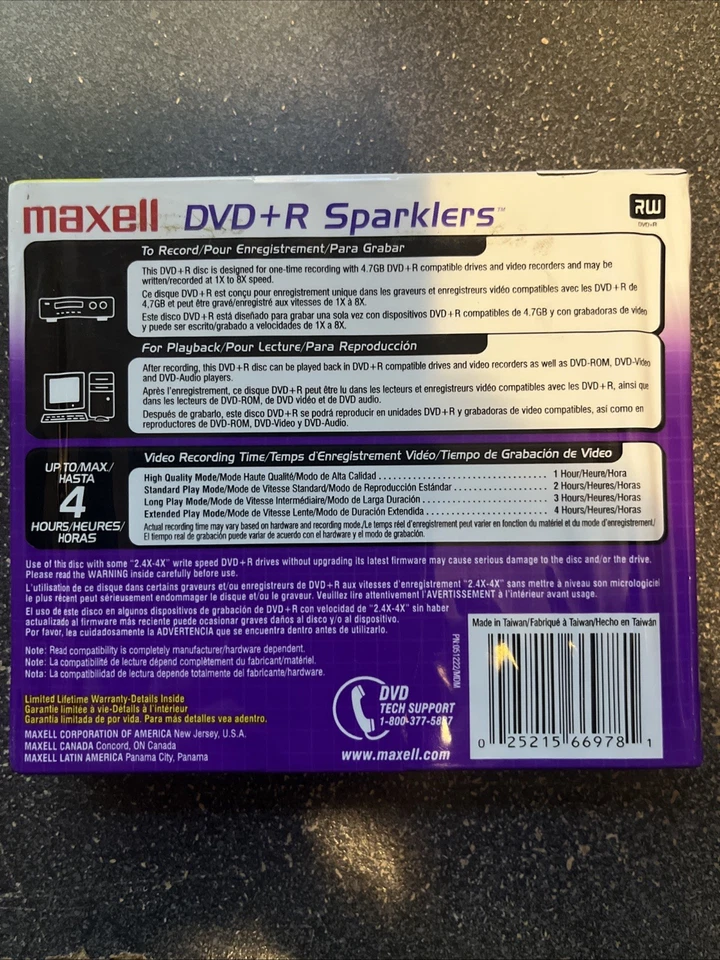 maxell DVD+R Sparklers™
RW
DVD+R
To Record/Pour Enregistrement/Para Grabar
This DVD+R disc is designed for one-time recording with 4.7GB DVD+R compatible drives and video recorders and may be
written/recorded at 1X to 8X speed.
Ce disque DVD+R est conçu pour enregistrement unique dans les graveurs et enregistreurs vidéo compatibles avec les DVD+R de
4,7GB et peut être gravé/enregistré aux vitesses de 1X à 8X.
Este disco DVD+R está diseñado para grabar una sola vez con dispositivos DVD+R compatibles de 4.7GB y con grabadoras de video
y puede ser escrito/grabado a velocidades de 1X a 8X.
For Playback/Pour Lecture/Para Reproducción
After recording, this DVD+R disc can be played back in DVD+R compatible drives and video recorders as well as DVD-ROM, DVD-Video
and DVD-Audio players.
Après l'enregistrement, ce disque DVD+R peut être lu dans les lecteurs et enregistreurs vidéo compatibles avec les DVD+R, ainsi que
dans les lecteurs de DVD-ROM, de DVD vidéo et de DVD audio.
Después de grabarlo, este disco DVD+R se podrá reproducir en unidades DVD+R y grabadoras de video compatibles, así como en
reproductores de DVD-ROM, DVD-Video y DVD-Audio.
Video Recording Time/Temps d'Enregistrement Vidéo/Tiempo de Grabación de Video
UP TO/MAX./
HASTA
4
HOURS/HEURES/
HORAS
High Quality Mode/Mode Haute Qualité/Modo de Alta Calidad 1 Hour/Heure/Hora
Standard Play Mode/Mode de Vitesse Standard/Modo de Reproducción Estándar 2 Hours/Heures/Horas
Long Play Mode/Mode de Vitesse Intermédiaire/Modo de Larga Duración 3 Hours/Heures/Horas
Extended Play Mode/Mode de Vitesse Lente/Modo de Duración Extendida 4 Hours/Heures/Horas
Actual recording time may vary based on hardware and recording mode./Le temps réel d'enregistrement peut varier en fonction du matériel et du mode d'enregistrement/
El tiempo real de grabación puede variar de acuerdo con el hardware y el modo de grabación.
Use of this disc with some "2.4X-4X" write speed DVD+R drives without upgrading its latest firmware may cause serious damage to the disc and/or the drive.
Please read the WARNING inside carefully before use.
L'utilisation de ce disque dans certains graveurs et/ou enregistreurs de DVD+R aux vitesses d'enregistrement "2.4X-4X" sans mettre à niveau son micrologiciel
le plus récent peut sérieusement endommager le disque et/ou le graveur. Veuillez lire attentivement l'AVERTISSEMENT à l'intérieur avant usage.
El uso de este disco en algunos dispositivos de grabación de DVD+R con velocidad de "2.4X-4X" sin haber
actualizado al firmware más reciente puede ocasionar graves daños al disco y/o al dispositivo.
Por favor, lea cuidadosamente la ADVERTENCIA que se encuentra dentro antes de utilizarlo.
Note: Read compatibility is completely manufacturer/hardware dependent.
Note: La compatibilité de lecture dépend complètement du fabricant/matériel.
Nota: La compatibilidad de lectura depende totalmente del fabricante/hardware.
Limited Lifetime Warranty-Details Inside
Garantie limitée à vie-Détails à l'intérieur
Garantía limitada de por vida. Para más detalles vea adentro.
MAXELL CORPORATION OF AMERICA New Jersey, U.S.A.
MAXELL CANADA Concord, ON Canada
MAXELL LATIN AMERICA Panama City, Panama
DVD
TECH SUPPORT
1-800-377-5887
www.maxell.com
PN:051222/MDM
Made in Taiwan/Fabriqué à Taiwan/Hecho en Taiwán
0 25215 66978 1